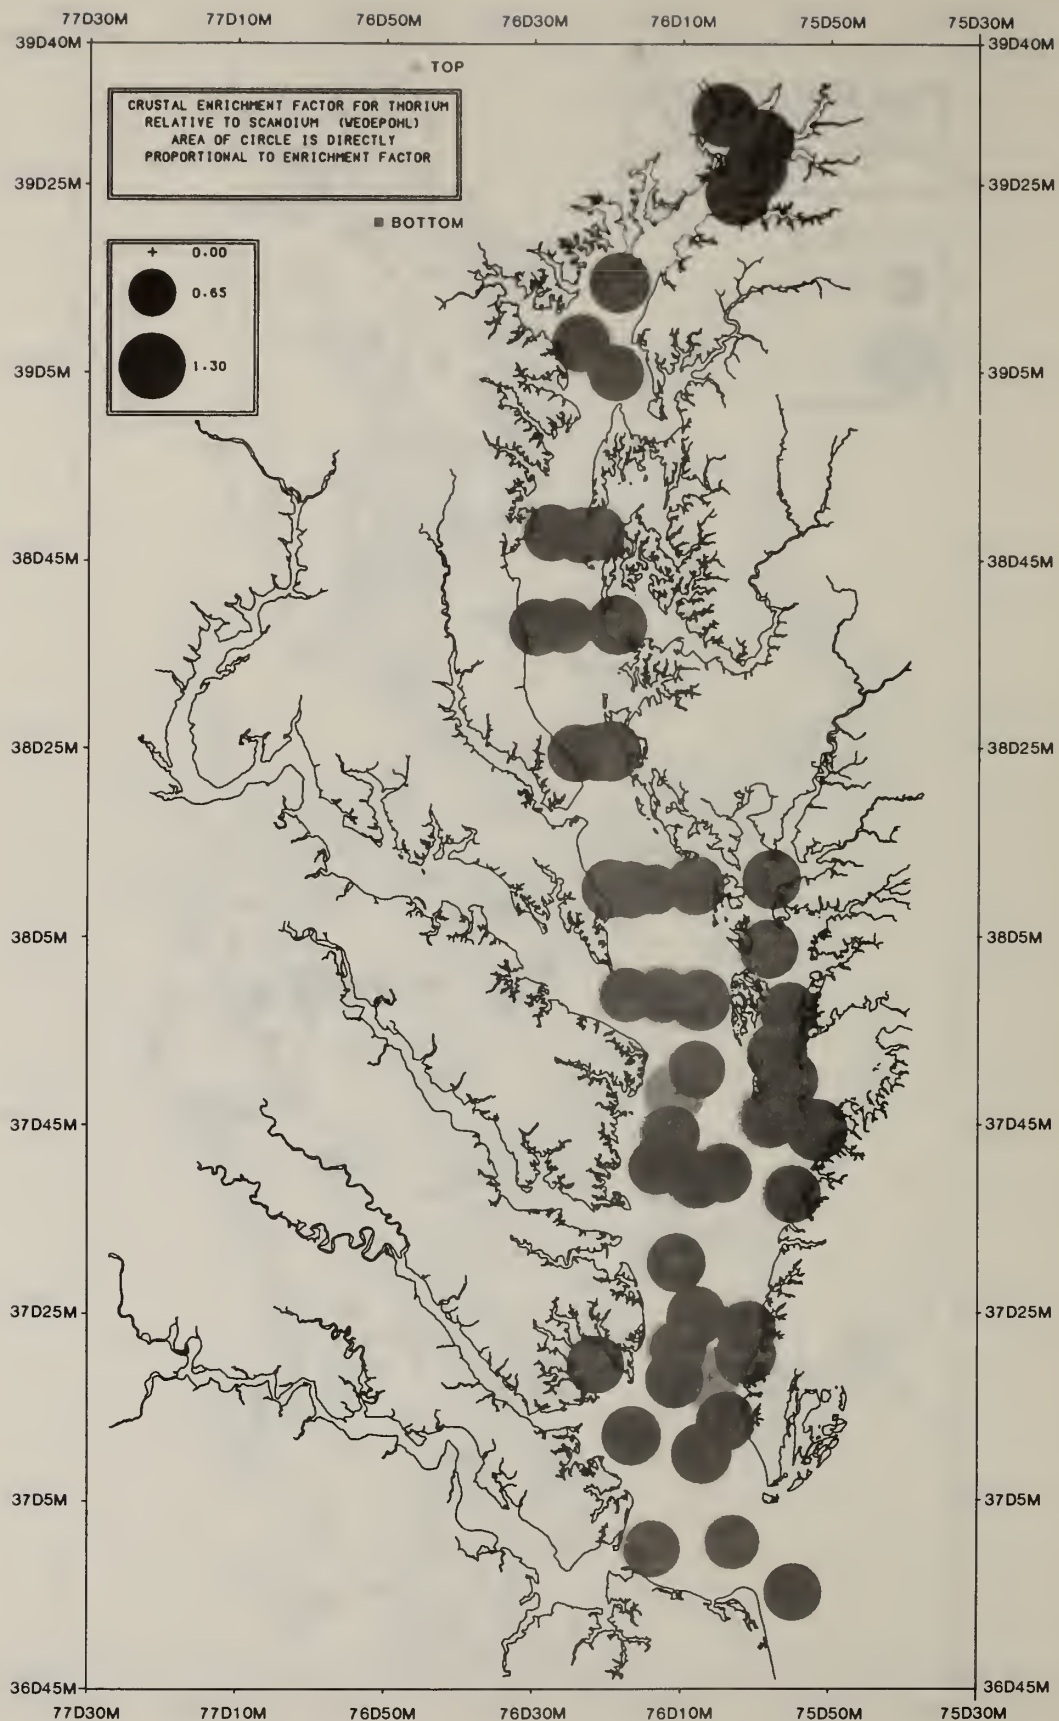 77D30M 77D10M 76D50M 76D30M 76D10M 75D50M 75D30M
39D40M 39D40M
TOP
CRUSTAL ENRICHMENT FACTOR FOR THORIUM
RELATIVE TO SCANDIUM (WEDEPOHL)
AREA OF CIRCLE IS DIRECTLY
PROPORTIONAL TO ENRICHMENT FACTOR
39D25M 39D25M
BOTTOM
+ 0.00
0.65
1.30
39D5M 39D5M
38D45M 38D45M
38D25M 38D25M
38D5M 38D5M
37D45M 37D45M
37D25M 37D25M
37D5M 37D5M
36D45M 36D45M
77D30M 77D10M 76D50M 76D30M 76D10M 75D50M 75D30M